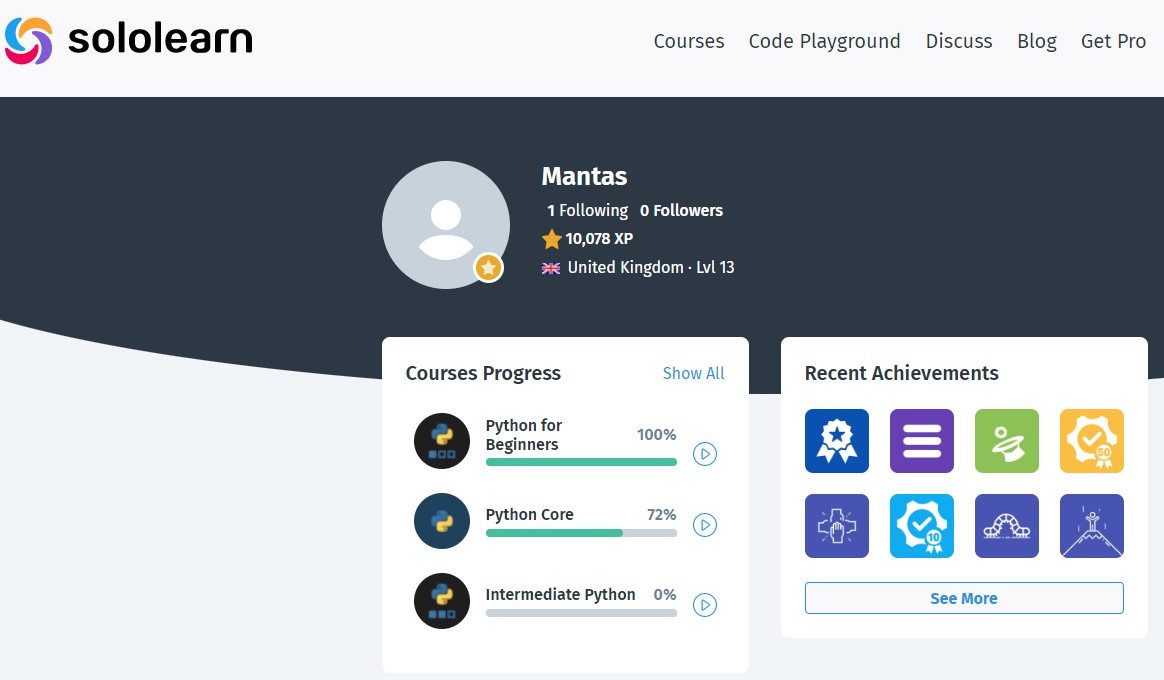 sololearn
Courses Code Playground Discuss Blog Get Pro
Mantas
1 Following 0 Followers
10,078 XP
United Kingdom · Lvl 13
Courses Progress Show All
Python for
Beginners
100%
Python Core 72%
Intermediate Python 0%
Recent Achievements
50
10
See More